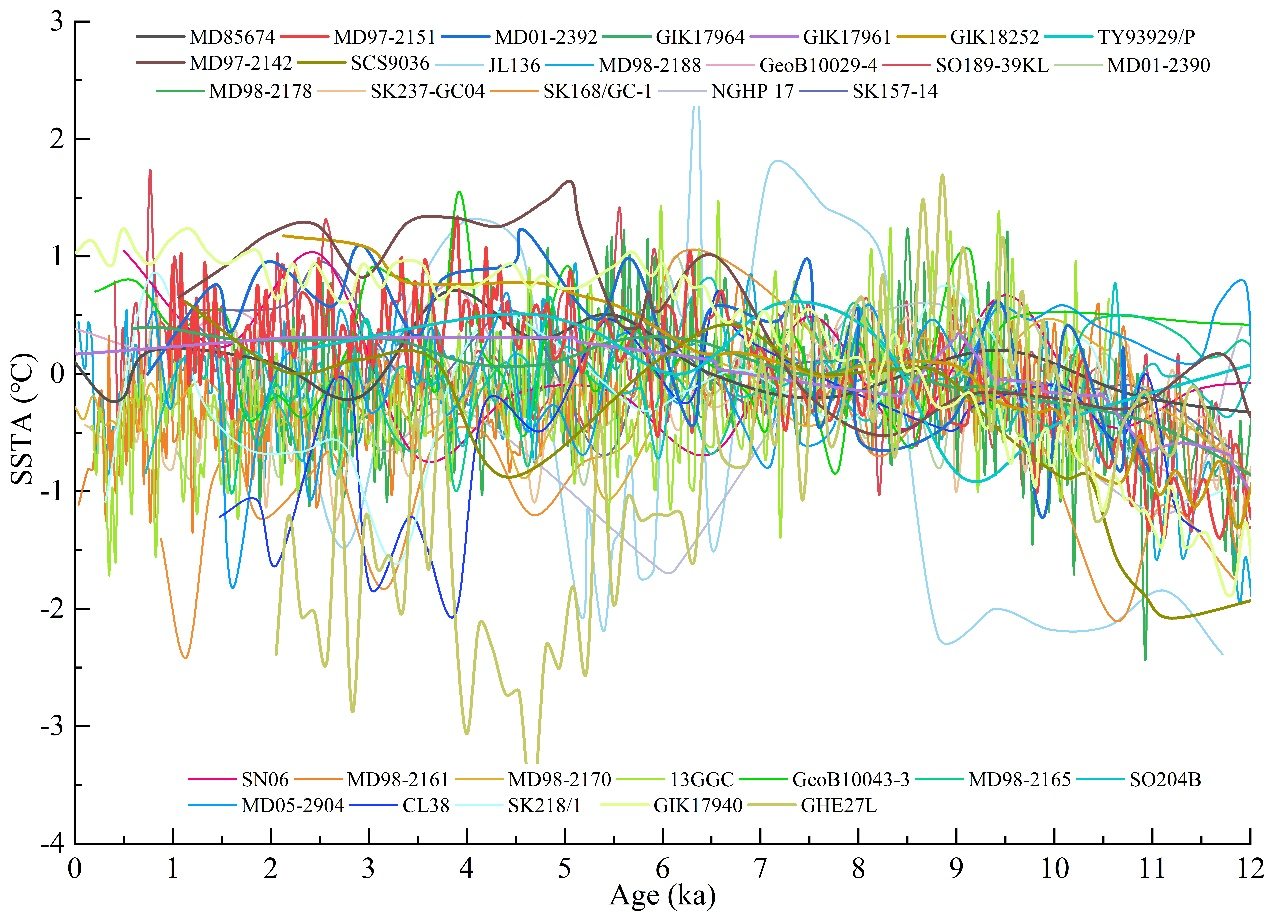 3
MD85674 MD97-2151 MD01-2392 GIK17964 GIK17961 GIK18252 TY93929/P
MD97-2142 SCS9036 JL136 MD98-2188 GeoB10029-4 SO189-39KL MD01-2390
MD98-2178 SK237-GC04 SK168/GC-1 NGHP 17 SK157-14
2
1
0
-1
-2
-3
-4
SSTA (℃)
SN06 MD98-2161 MD98-2170 13GGC GeoB10043-3 MD98-2165 SO204B
MD05-2904 CL38 SK218/1 GIK17940 GHE27L
0 1 2 3 4 5 6 7 8 9 10 11 12
Age (ka)